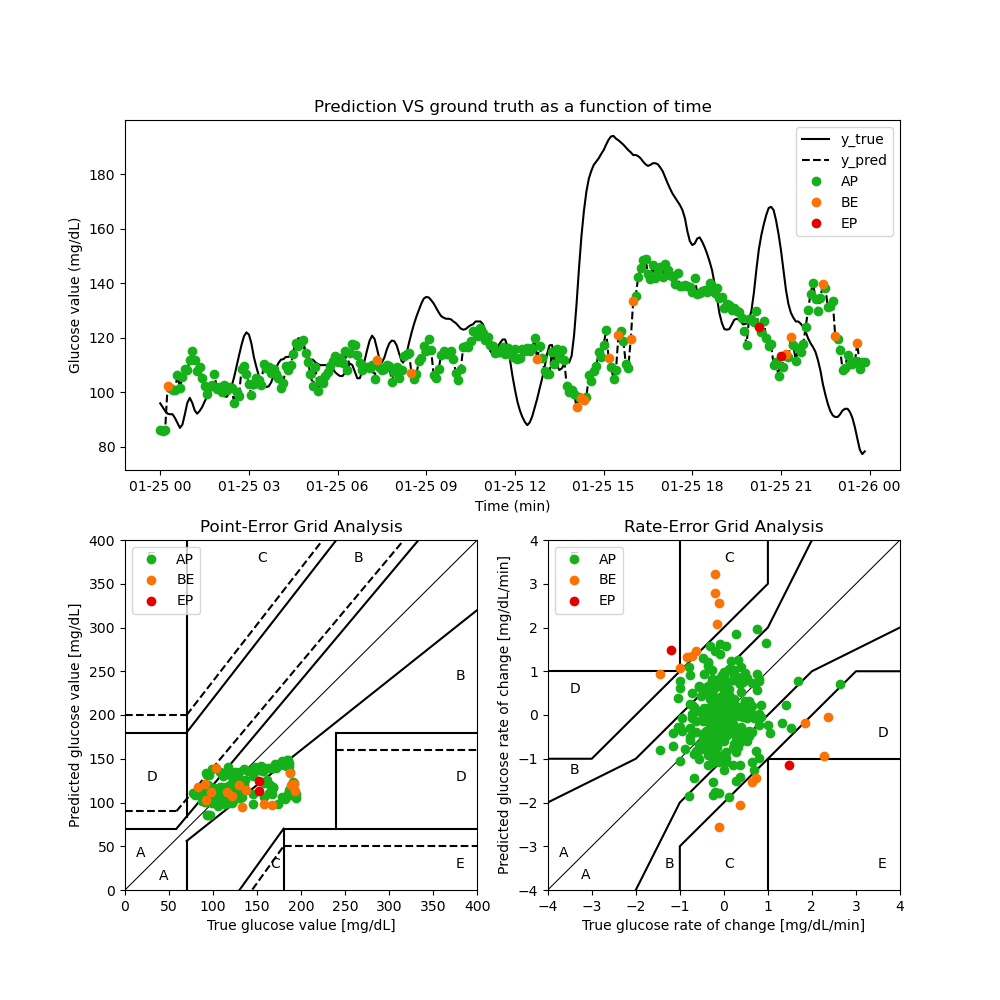 Prediction VS ground truth as a function of time
Glucose value (mg/dL)
180
160
140
120
100
80
y_true
y_pred
AP
BE
EP
01-25 00 01-25 03 01-25 06 01-25 09 01-25 12 01-25 15 01-25 18 01-25 21 01-26 00
Time (min)
Point-Error Grid Analysis
Predicted glucose value [mg/dL]
400
350
300
250
200
150
100
50
0
AP
BE
EP
C
B
B
D
D
A
A
C
E
0 50 100 150 200 250 300 350 400
True glucose value [mg/dL]
Rate-Error Grid Analysis
Predicted glucose rate of change [mg/dL/min]
4
3
2
1
0
−1
−2
−3
−4
AP
BE
EP
C
D
D
B
A
A
B
C
E
−4 −3 −2 −1 0 1 2 3 4
True glucose rate of change [mg/dL/min]